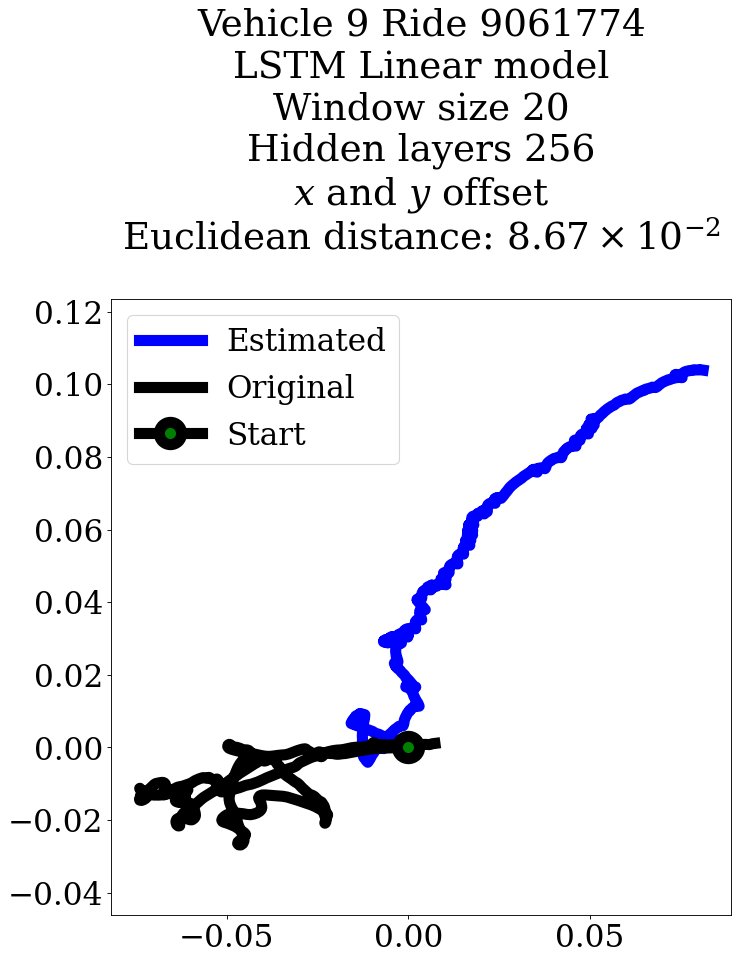 Vehicle 9 Ride 9061774
LSTM Linear model
Window size 20
Hidden layers 256
x and y offset
Euclidean distance: 8.67 × 10⁻²
Estimated
Original
Start
0.12
0.10
0.08
0.06
0.04
0.02
0.00
−0.02
−0.04
−0.05 0.00 0.05